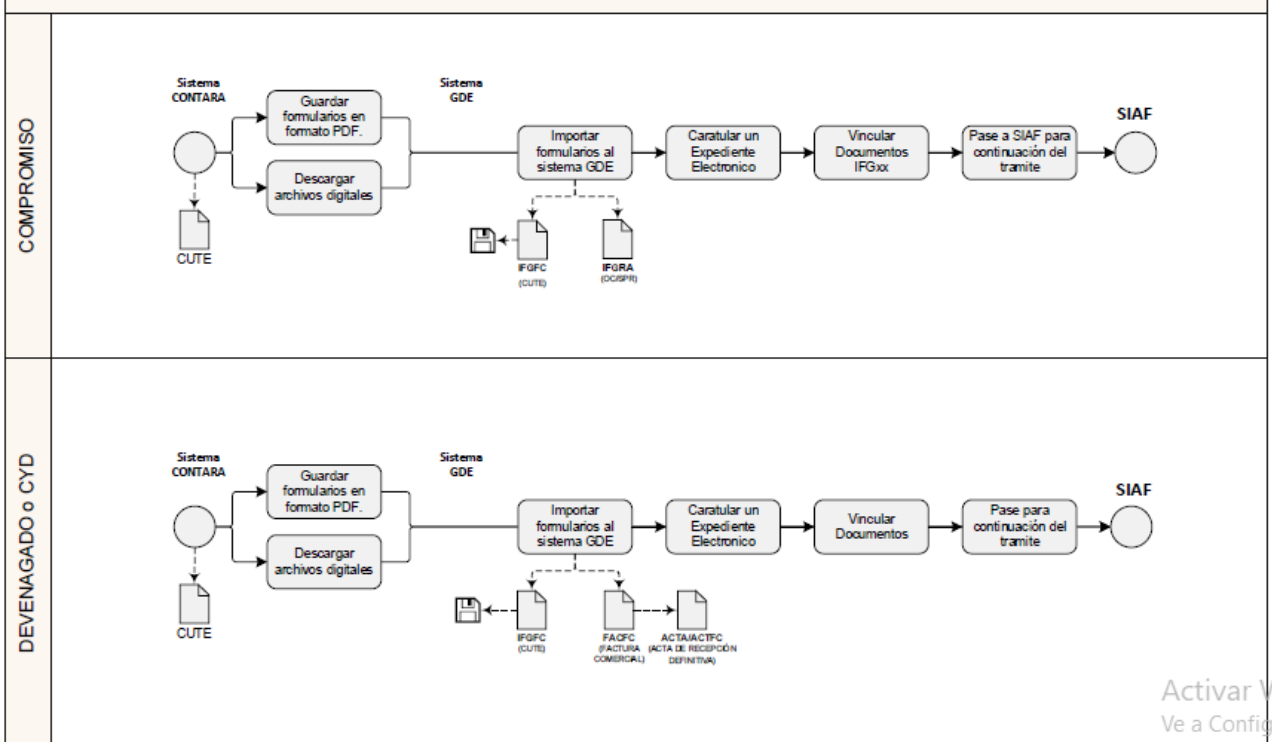 COMPROMISO
Sistema
CONTARA
Guardar
formularios en
formato PDF.
Descargar
archivos digitales
CUTE
Sistema
GDE
Importar
formularios al
sistema GDE
IFGFC
(CUTE)
IFGRA
(OC/SPR)
Caratular un
Expediente
Electronico
Vincular
Documentos
IFGxx
Pase a SIAF para
continuación del
tramite
SIAF
DEVENAGADO o CYD
Sistema
CONTARA
Guardar
formularios en
formato PDF.
Descargar
archivos digitales
CUTE
Sistema
GDE
Importar
formularios al
sistema GDE
IFGFC
(CUTE)
FACFC
(FACTURA
COMERCIAL)
ACTA/ACTFC
(ACTA DE RECEPCIÓN
DEFINITIVA)
Caratular un
Expediente
Electronico
Vincular
Documentos
Pase para
continuación del
tramite
SIAF
Activar
Ve a Config